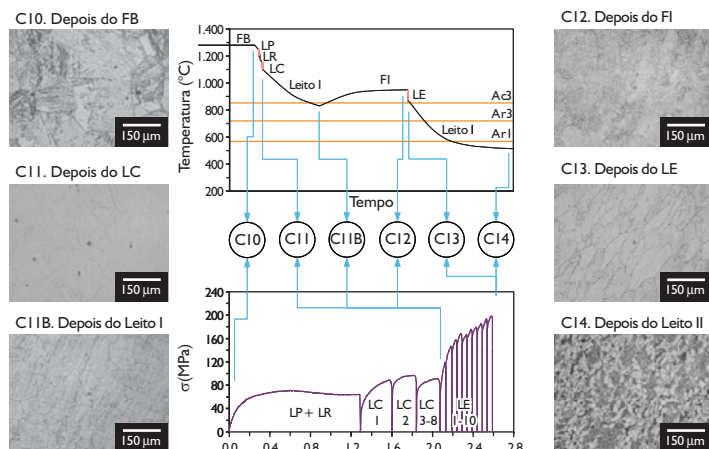 C10. Depois do FB
150 µm
C11. Depois do LC
150 µm
C11B. Depois do Leito I
150 µm
Temperatura (°C)
1.400
1.200
1.000
800
600
400
200
FB
LP
LR
LC
Leito I
FI
LE
Leito I
Ac3
Ar3
Ar1
Tempo
C10
C11
C11B
C12
C13
C14
σ(MPa)
240
200
160
120
80
40
0
LP + LR
LC
1
LC
2
LC
3-8
LE
1-10
0.0
0.4
0.8
1.2
1.6
2.0
2.4
2.8
C12. Depois do FI
150 µm
C13. Depois do LE
150 µm
C14. Depois do Leito II
150 µm